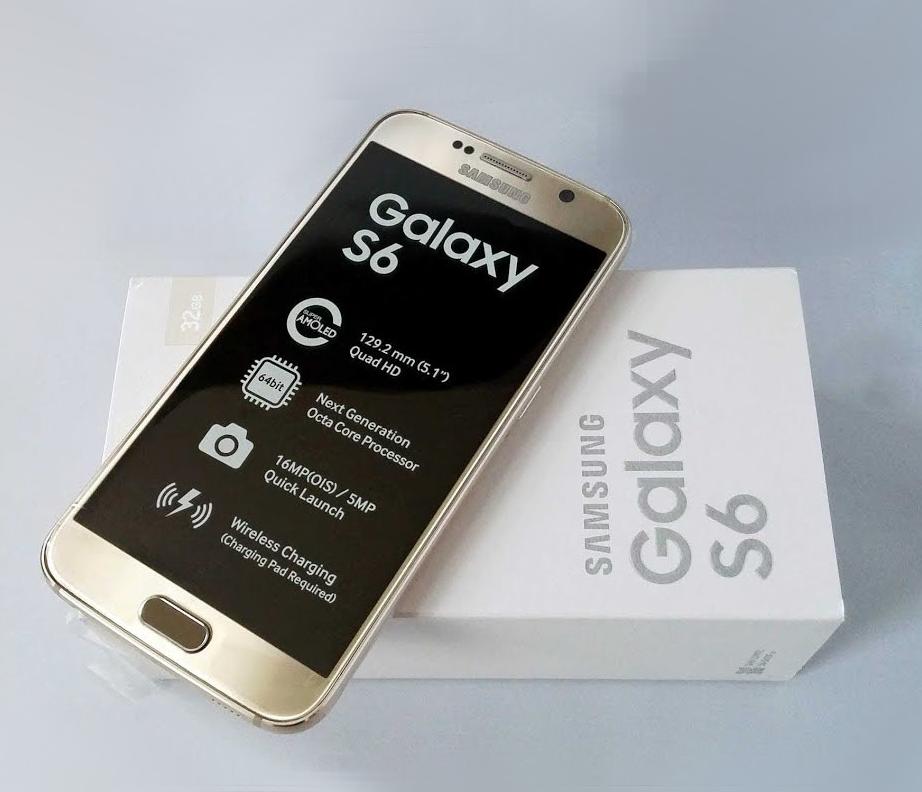 SAMSUNG
Galaxy
S6
SUPER
AMOLED
129.2 mm (5.1")
Quad HD
64bit
Next Generation
Octa Core Processor
16MP(OIS) / 5MP
Quick Launch
Wireless Charging
(Charging Pad Required)
32GB
SAMSUNG
Galaxy
S6